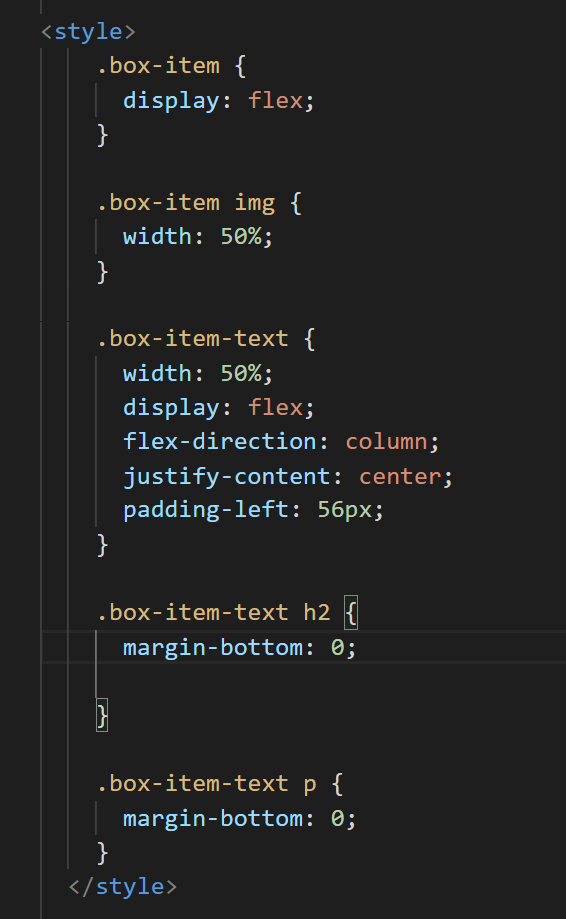 <style>
.box-item {
display: flex;
}
.box-item img {
width: 50%;
}
.box-item-text {
width: 50%;
display: flex;
flex-direction: column;
justify-content: center;
padding-left: 56px;
}
.box-item-text h2 {
margin-bottom: 0;
}
.box-item-text p {
margin-bottom: 0;
}
</style>